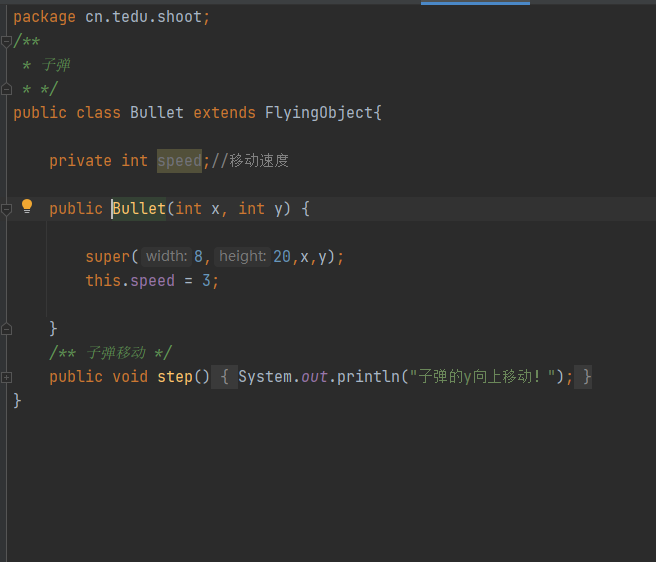 package cn.tedu.shoot;
/**
* 子弹
* */
public class Bullet extends FlyingObject{
private int speed;//移动速度
public Bullet(int x, int y) {
super( width: 8, height: 20,x,y);
this.speed = 3;
}
/** 子弹移动 */
public void step() { System.out.println("子弹的y向上移动！"); }
}